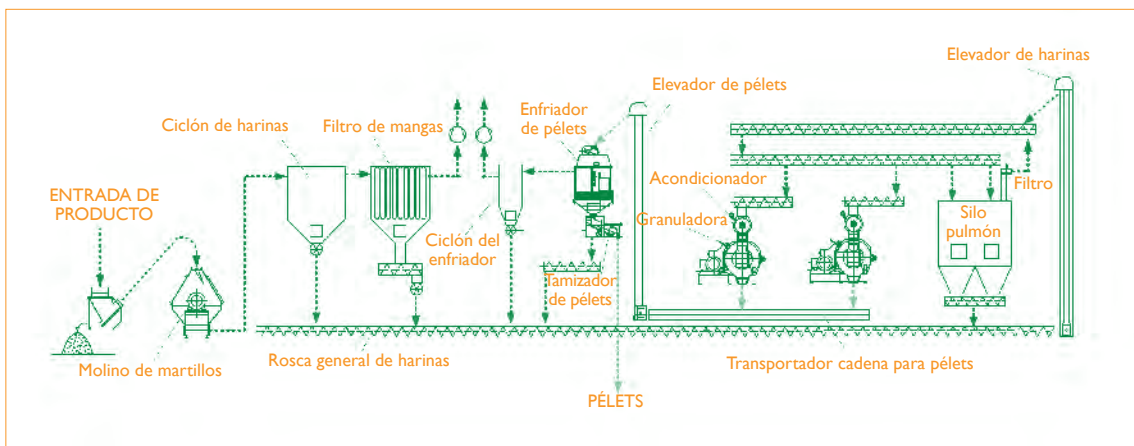 Elevador de harinas
Elevador de pélets
Enfriador
de pélets
Ciclón de harinas
Filtro de mangas
Acondicionador
Filtro
ENTRADA DE
PRODUCTO
Granuladora
Silo
pulmón
Ciclón del
enfriador
Tamizador
de pélets
Molino de martillos
Rosca general de harinas
Transportador cadena para pélets
PÉLETS